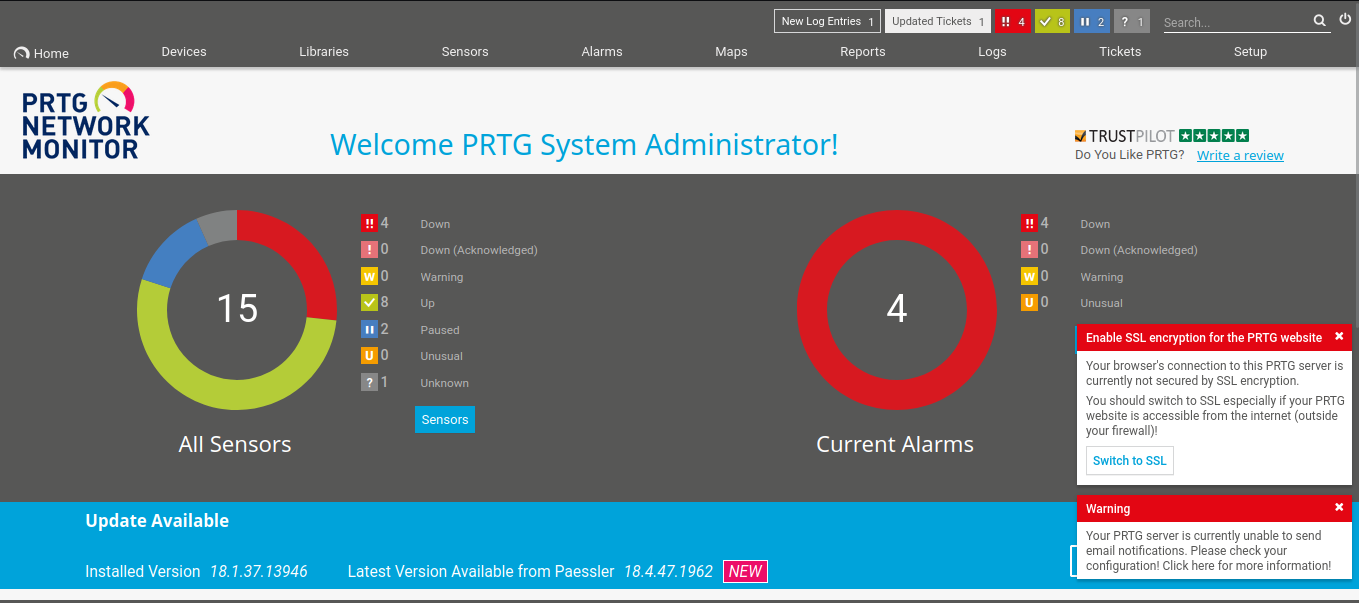 New Log Entries 1 Updated Tickets 1 !! 4 8 2 ? 1 Search...
Home Devices Libraries Sensors Alarms Maps Reports Logs Tickets Setup
PRTG
NETWORK
MONITOR
Welcome PRTG System Administrator!
TRUSTPILOT
Do You Like PRTG? Write a review
15
All Sensors
!! 4 Down
! 0 Down (Acknowledged)
W 0 Warning
8 Up
2 Paused
U 0 Unusual
? 1 Unknown
Sensors
4
Current Alarms
!! 4 Down
! 0 Down (Acknowledged)
W 0 Warning
U 0 Unusual
Enable SSL encryption for the PRTG website
Your browser's connection to this PRTG server is
currently not secured by SSL encryption.
You should switch to SSL especially if your PRTG
website is accessible from the internet (outside
your firewall)!
Switch to SSL
Update Available
Installed Version 18.1.37.13946 Latest Version Available from Paessler 18.4.47.1962 NEW
Warning
Your PRTG server is currently unable to send
email notifications. Please check your
configuration! Click here for more information!